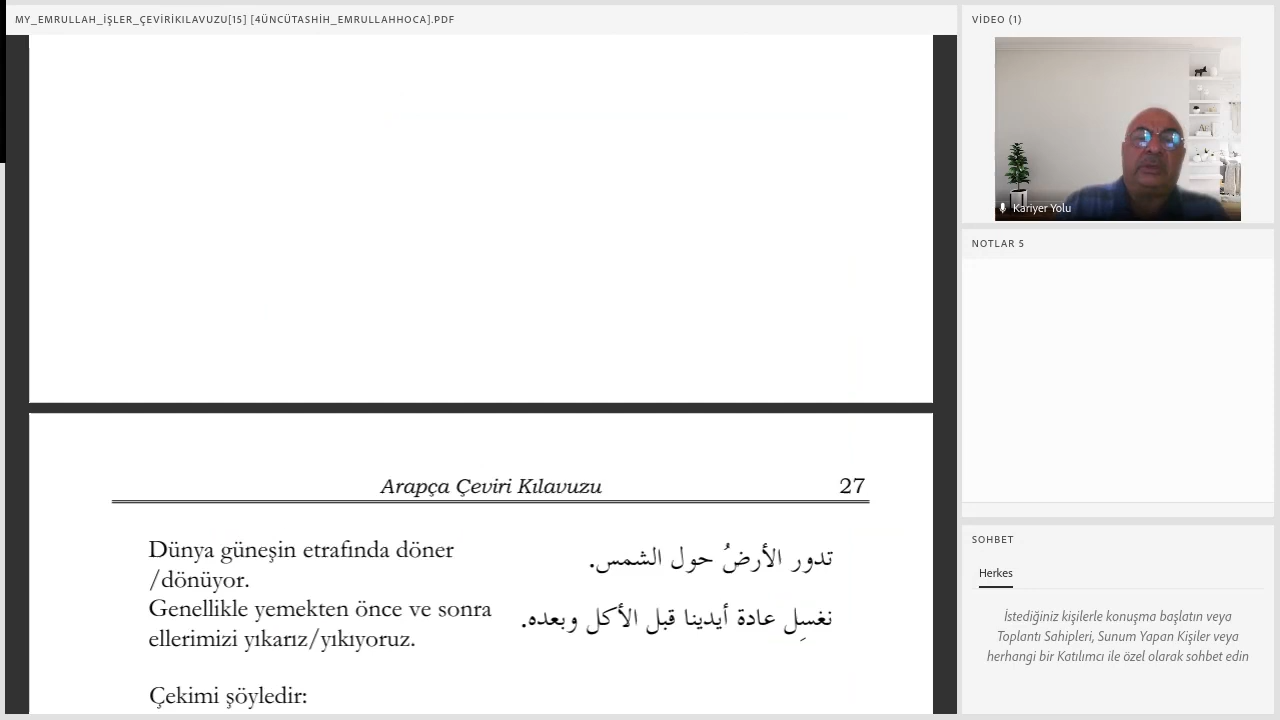 MY_EMRULLAH_İŞLER_ÇEVİRİKILAVUZU[15] [4ÜNCÜTASHİH_EMRULLAHHOCA].PDF
Arapça Çeviri Kılavuzu 27
Dünya güneşin etrafında döner تدور الأرضُ حول الشمس.
/dönüyor.
Genellikle yemekten önce ve sonra نغسِل عادة أيدينا قبل الأكل وبعده.
ellerimizi yıkarız/yıkıyoruz.
Çekimi şöyledir:
VİDEO (1)
Kariyer Yolu
NOTLAR 5
SOHBET
Herkes
İstediğiniz kişilerle konuşma başlatın veya
Toplantı Sahipleri, Sunum Yapan Kişiler veya
herhangi bir Katılımcı ile özel olarak sohbet edin